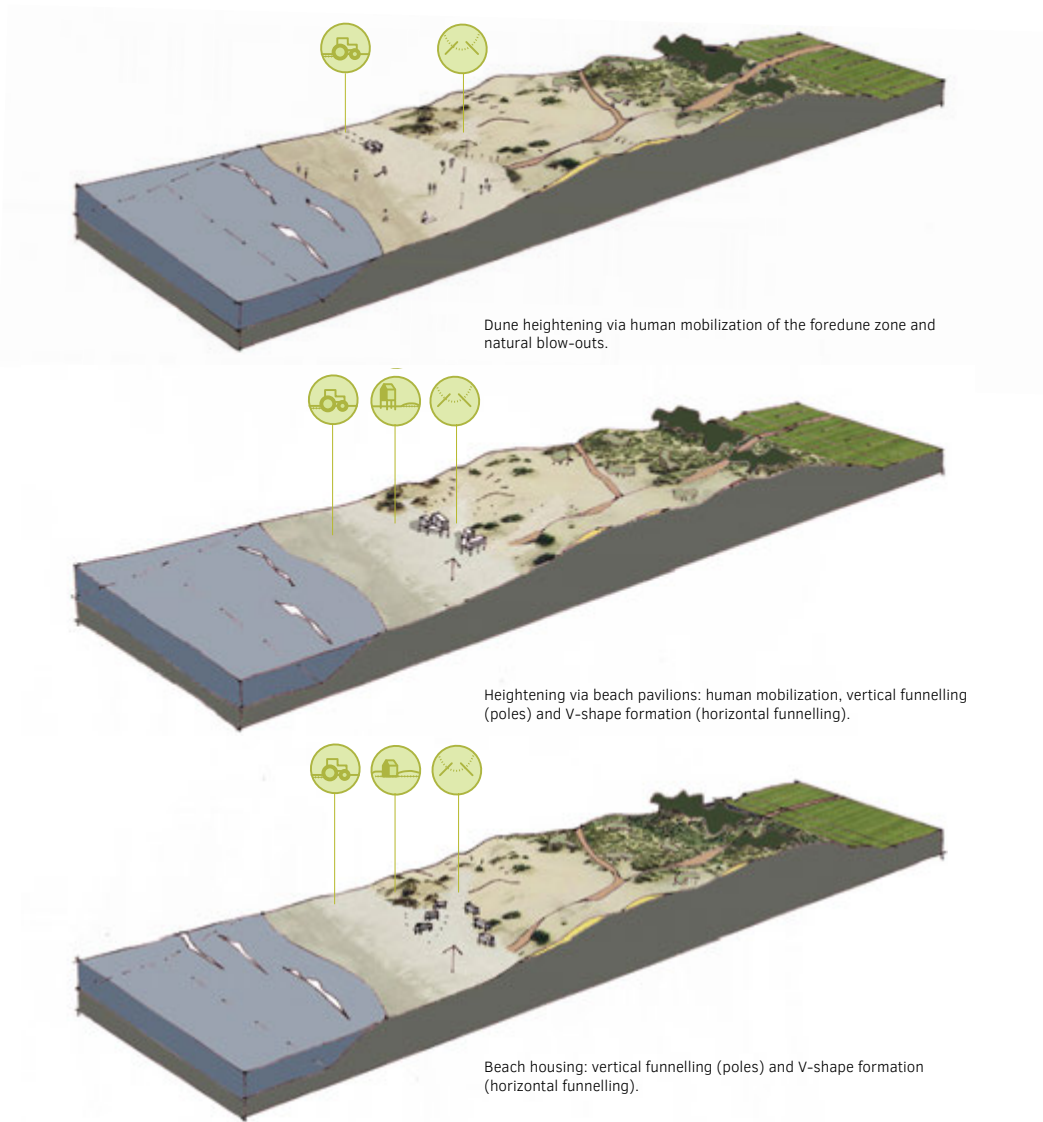 Dune heightening via human mobilization of the foredune zone and
natural blow-outs.
Heightening via beach pavilions: human mobilization, vertical funnelling
(poles) and V-shape formation (horizontal funnelling).
Beach housing: vertical funnelling (poles) and V-shape formation
(horizontal funnelling).